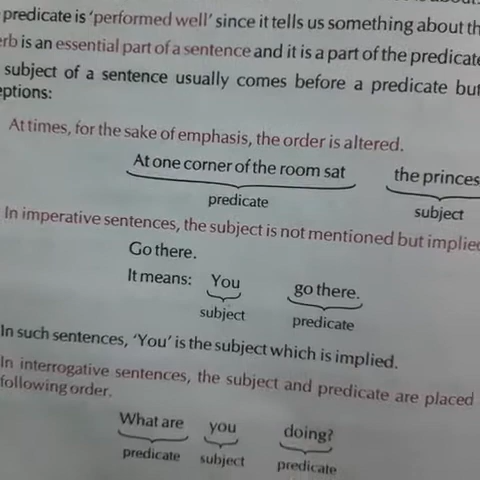 predicate is 'performed well' since it tells us something about th
erb is an essential part of a sentence and it is a part of the predicate
subject of a sentence usually comes before a predicate but
eptions:
At times, for the sake of emphasis, the order is altered.
At one corner of the room sat the princes
predicate subject
In imperative sentences, the subject is not mentioned but implied
Go there.
It means: You go there.
subject predicate
In such sentences, 'You' is the subject which is implied.
In interrogative sentences, the subject and predicate are placed
following order.
What are you doing?
predicate subject predicate